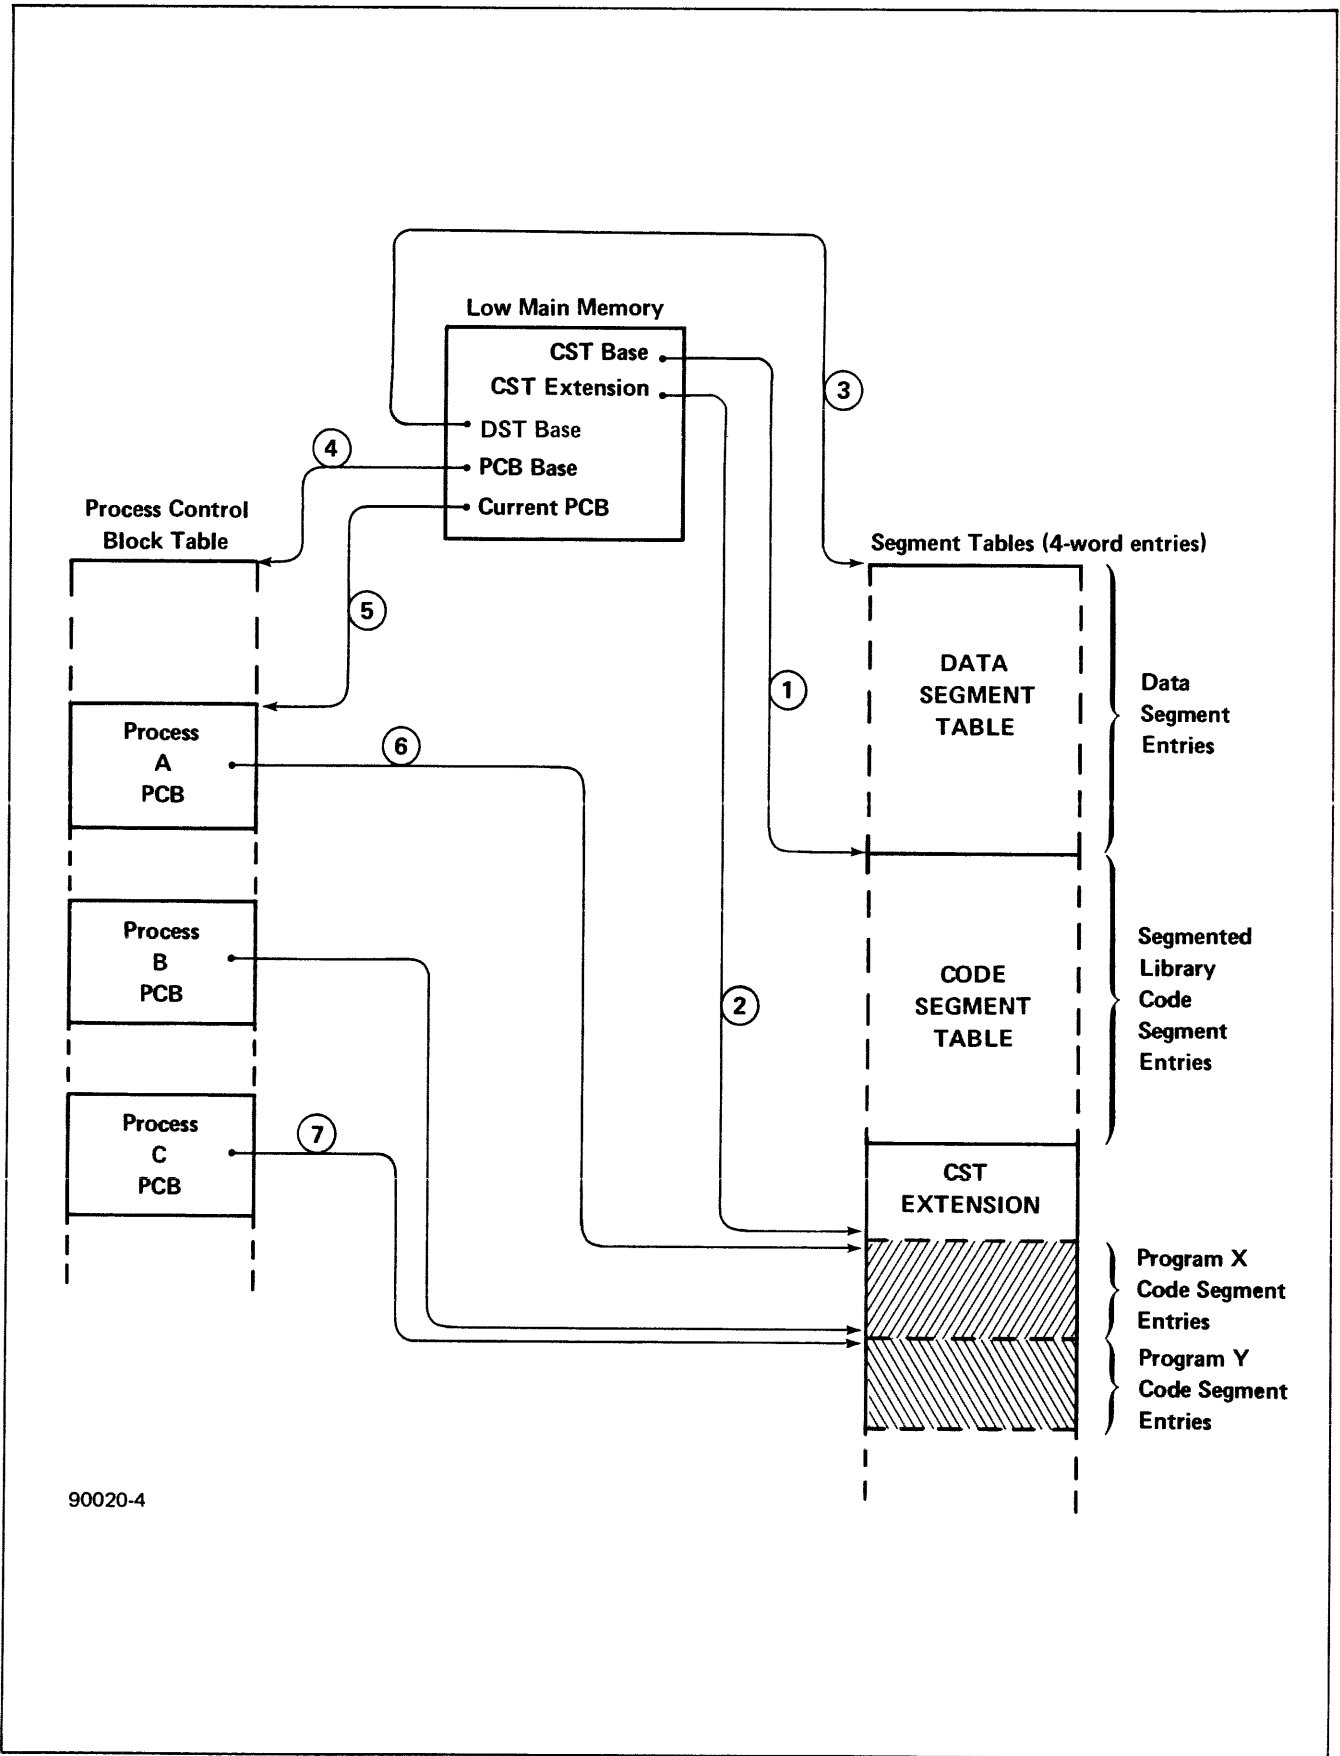 Low Main Memory
CST Base
CST Extension
DST Base
PCB Base
Current PCB
3
4
Process Control
Block Table
5
Segment Tables (4-word entries)
DATA
SEGMENT
TABLE
Data
Segment
Entries
1
Process
A
PCB
6
Process
B
PCB
2
CODE
SEGMENT
TABLE
Segmented
Library
Code
Segment
Entries
Process
C
PCB
7
CST
EXTENSION
Program X
Code Segment
Entries
Program Y
Code Segment
Entries
90020-4